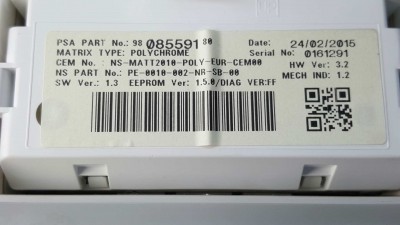 PSA PART No.: 98 085591 80 Date: 24/02/2015
MATRIX TYPE: POLYCHROME Serial No: 0161291
CEM No : NS-MATT2010-POLY-EUR-CEM00 HW Ver: 3.2
NS PART No: PE-0010-002-NR-SB-00 MECH IND: 1.2
SW Ver.: 1.3 EEPROM Ver: 1.5.0/DIAG VER:FF